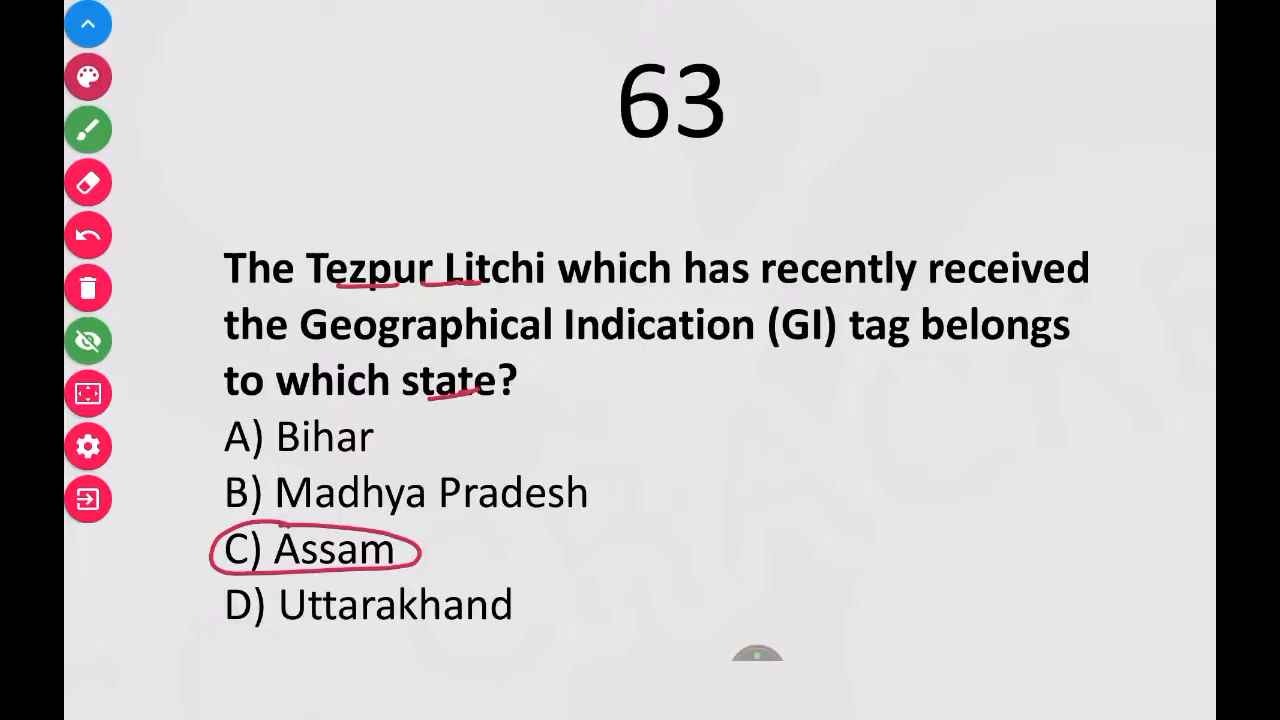 63
The Tezpur Litchi which has recently received
the Geographical Indication (GI) tag belongs
to which state?
A) Bihar
B) Madhya Pradesh
C) Assam
D) Uttarakhand